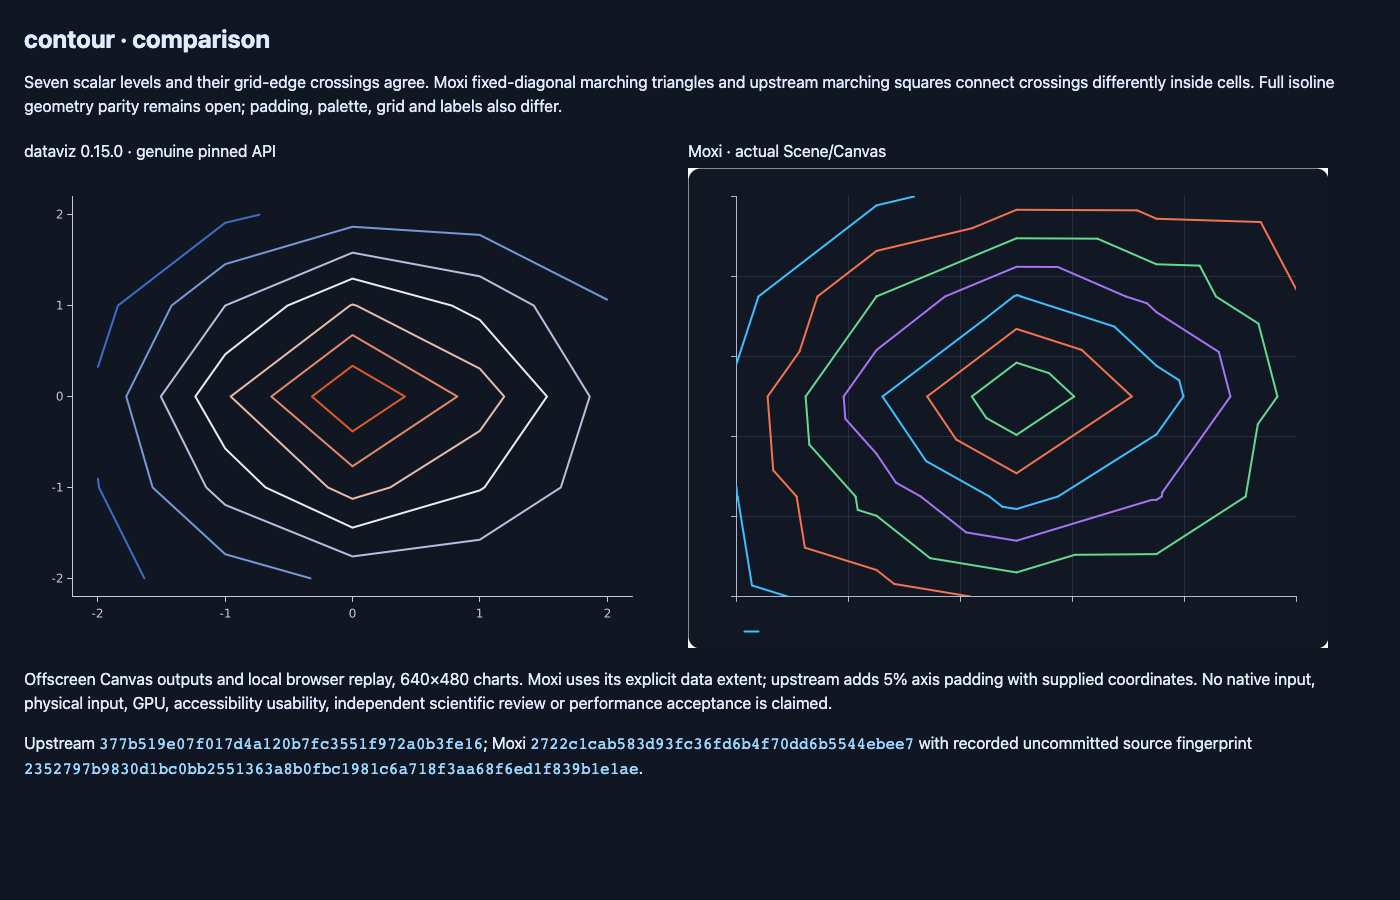 contour · comparison
Seven scalar levels and their grid-edge crossings agree. Moxi fixed-diagonal marching triangles and upstream marching squares connect crossings differently inside cells. Full isoline
geometry parity remains open; padding, palette, grid and labels also differ.
dataviz 0.15.0 · genuine pinned API
Moxi · actual Scene/Canvas
2
1
0
-1
-2
-2 -1 0 1 2
Offscreen Canvas outputs and local browser replay, 640×480 charts. Moxi uses its explicit data extent; upstream adds 5% axis padding with supplied coordinates. No native input,
physical input, GPU, accessibility usability, independent scientific review or performance acceptance is claimed.
Upstream 377b519e07f017d4a120b7fc3551f972a0b3fe16; Moxi 2722c1cab583d93fc36fd6b4f70dd6b5544ebee7 with recorded uncommitted source fingerprint
2352797b9830d1bc0bb2551363a8b0fbc1981c6a718f3aa68f6ed1f839b1e1ae.